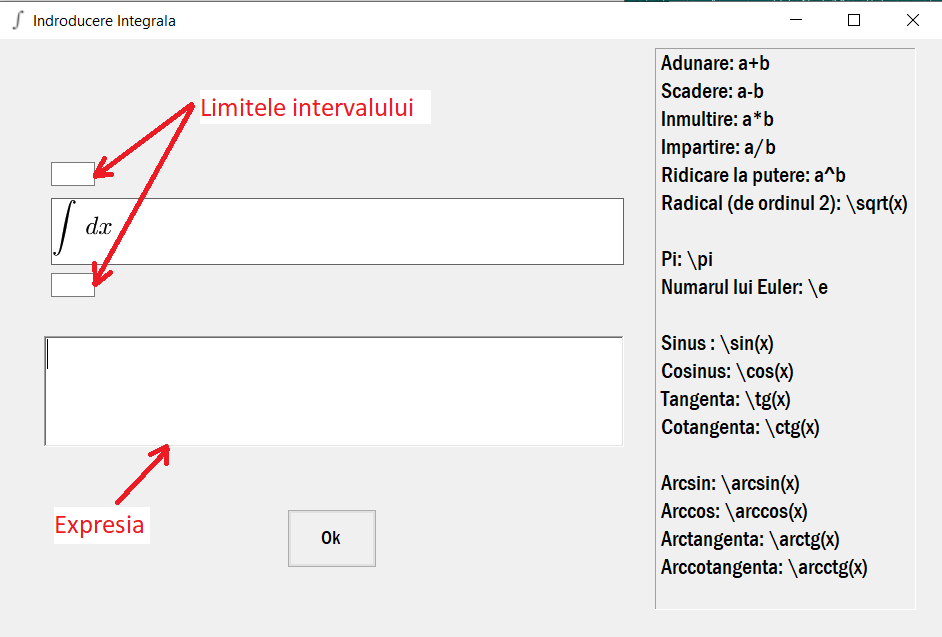 Indroducere Integrala
Limitele intervalului
∫ dx
Expresia
Ok
Adunare: a+b
Scadere: a-b
Inmultire: a*b
Impartire: a/b
Ridicare la putere: a^b
Radical (de ordinul 2): \sqrt(x)
Pi: \pi
Numarul lui Euler: \e
Sinus : \sin(x)
Cosinus: \cos(x)
Tangenta: \tg(x)
Cotangenta: \ctg(x)
Arcsin: \arcsin(x)
Arccos: \arccos(x)
Arctangenta: \arctg(x)
Arccotangenta: \arcctg(x)